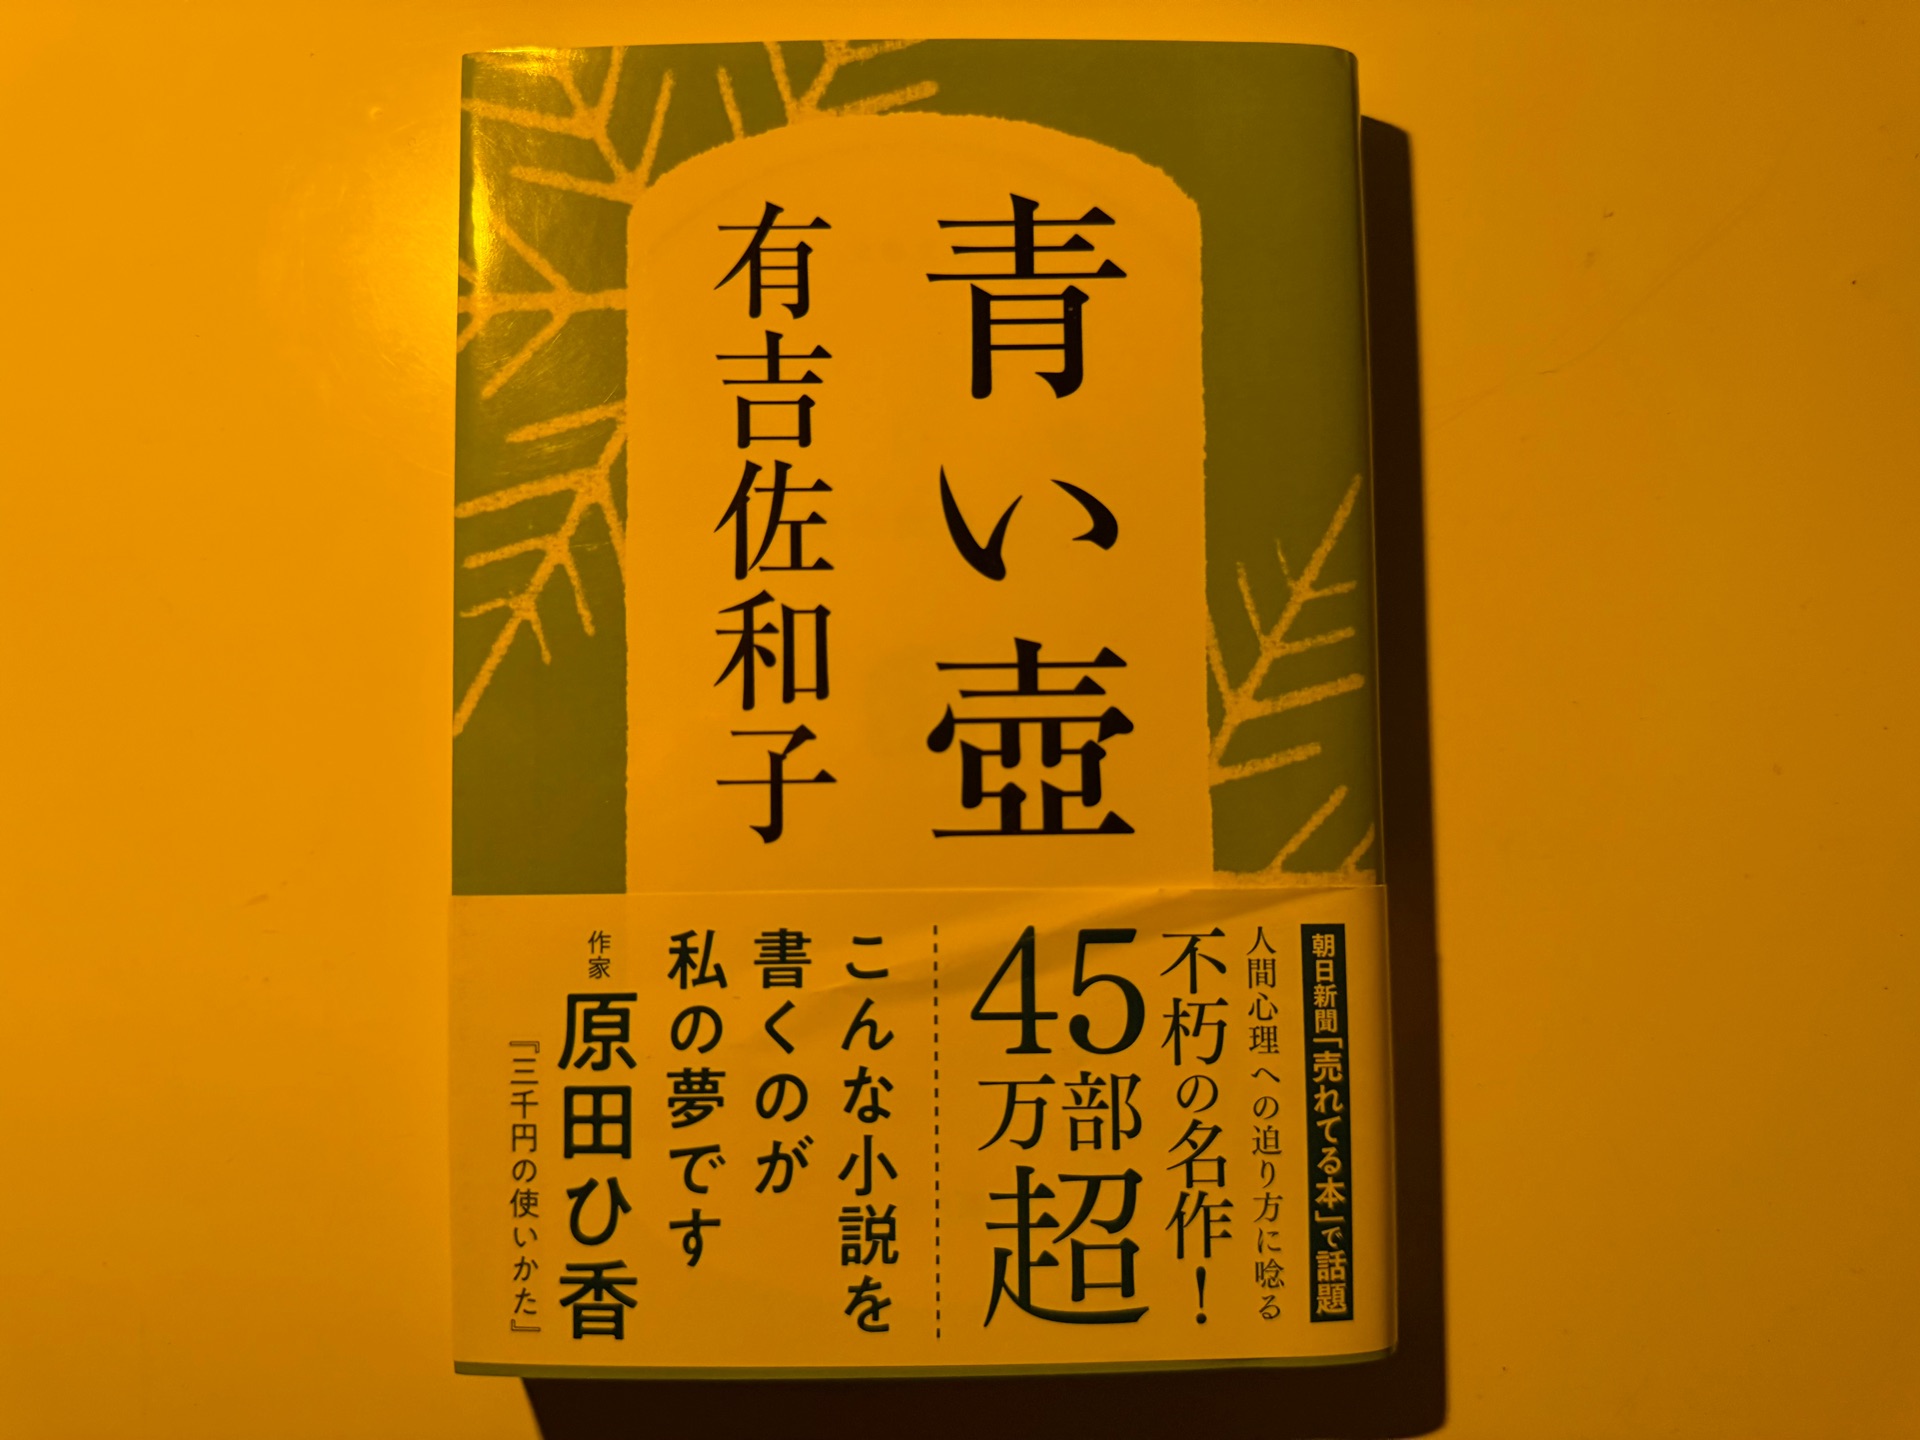 青い壺
有吉佐和子
朝日新聞「売れてる本」で話題
人間心理への迫り方に唸る
不朽の名作!
45万部超
こんな小説を
書くのが
私の夢です
作家 原田ひ香
『三千円の使いかた』